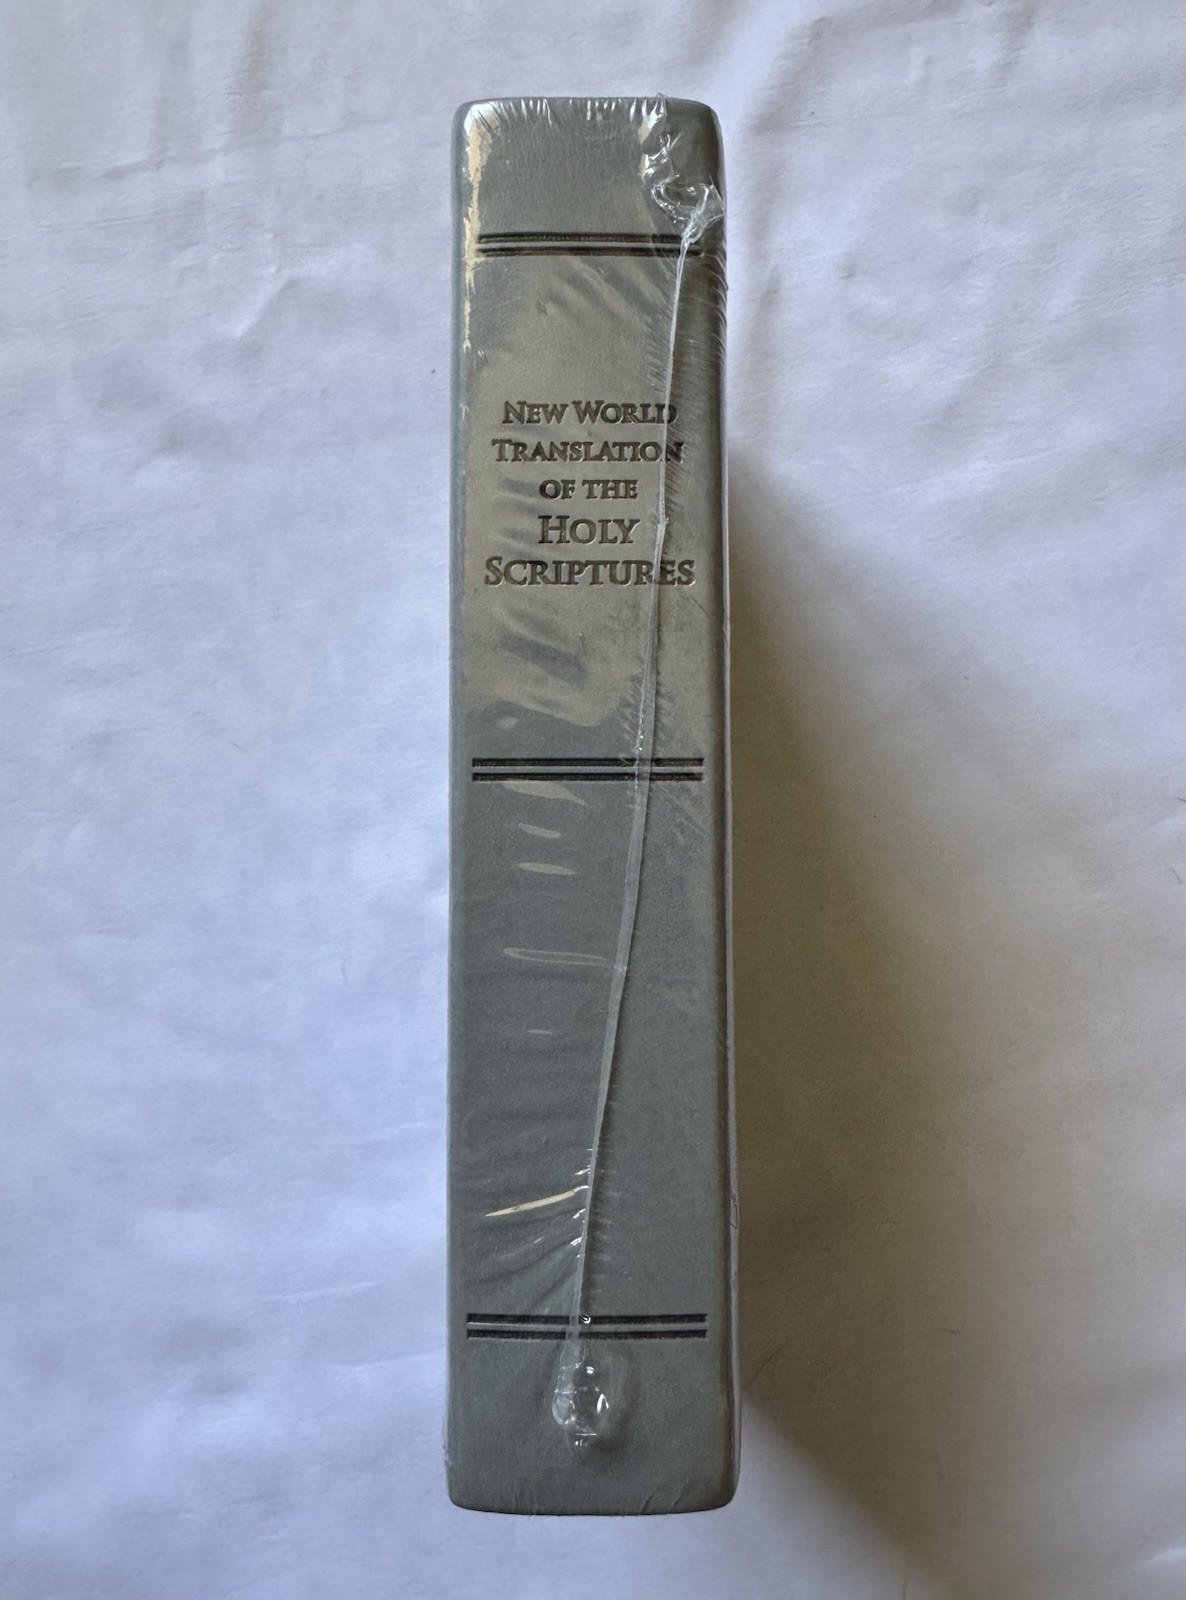 NEW WORLD
TRANSLATION
OF THE
HOLY
SCRIPTURES